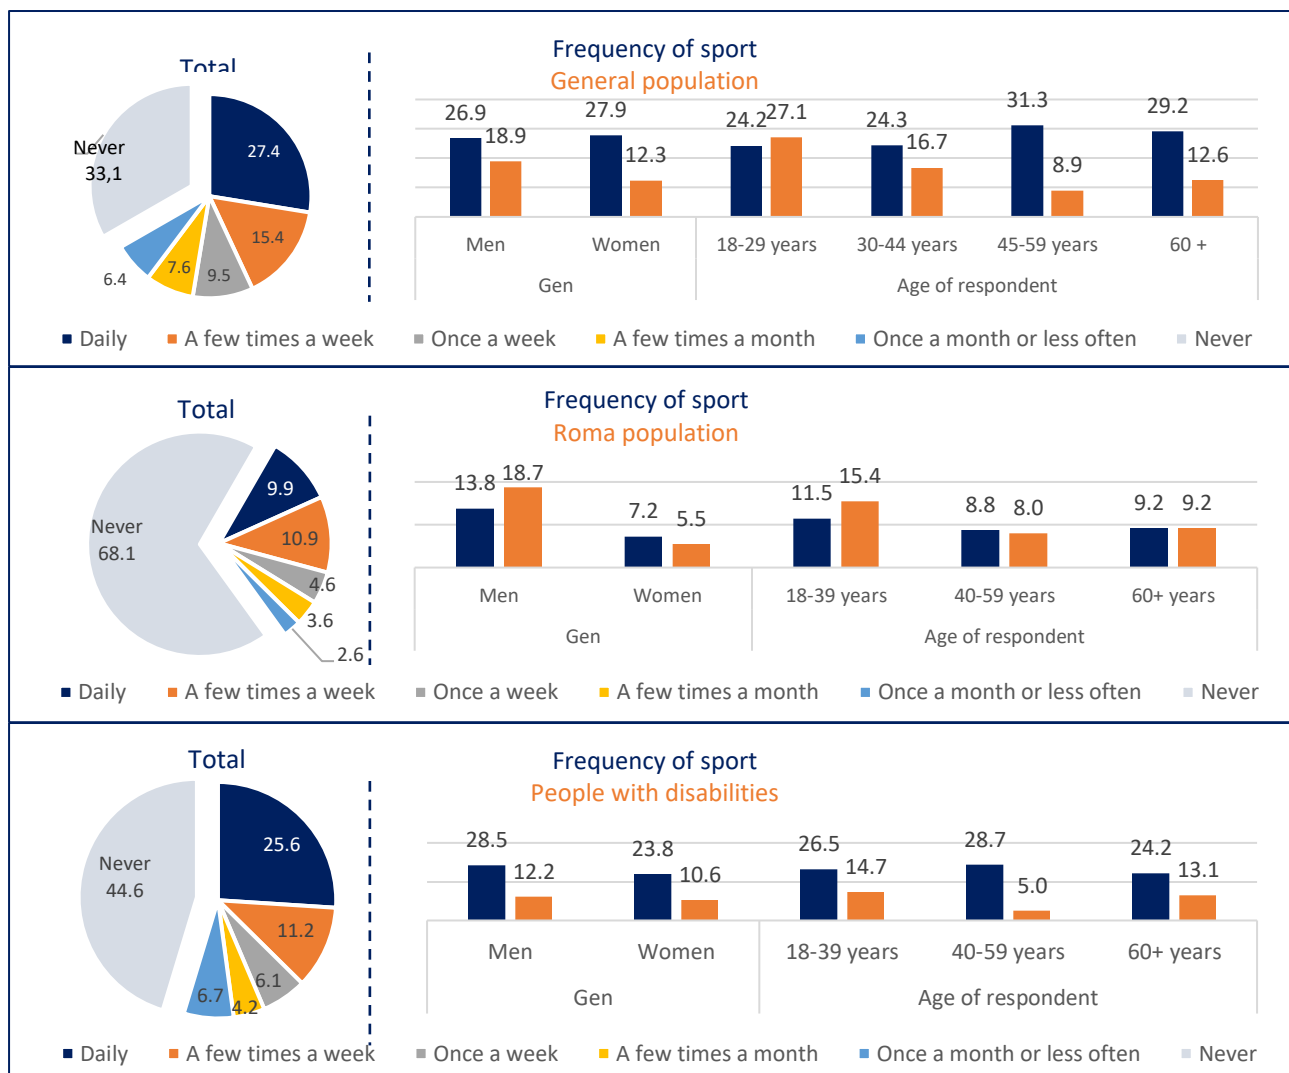 Total
Frequency of sport
General population
Never
33,1
27.4
15.4
9.5
7.6
6.4
26.9 18.9 27.9 12.3 24.2 27.1 24.3 16.7 31.3 8.9 29.2 12.6
Men Women 18-29 years 30-44 years 45-59 years 60 +
Gen Age of respondent
Daily A few times a week Once a week A few times a month Once a month or less often Never
Total
Frequency of sport
Roma population
Never
68.1
9.9
10.9
4.6
3.6
2.6
13.8 18.7 7.2 5.5 11.5 15.4 8.8 8.0 9.2 9.2
Men Women 18-39 years 40-59 years 60+ years
Gen Age of respondent
Daily A few times a week Once a week A few times a month Once a month or less often Never
Total
Frequency of sport
People with disabilities
Never
44.6
25.6
11.2
6.1
4.2
6.7
28.5 12.2 23.8 10.6 26.5 14.7 28.7 5.0 24.2 13.1
Men Women 18-39 years 40-59 years 60+ years
Gen Age of respondent
Daily A few times a week Once a week A few times a month Once a month or less often Never